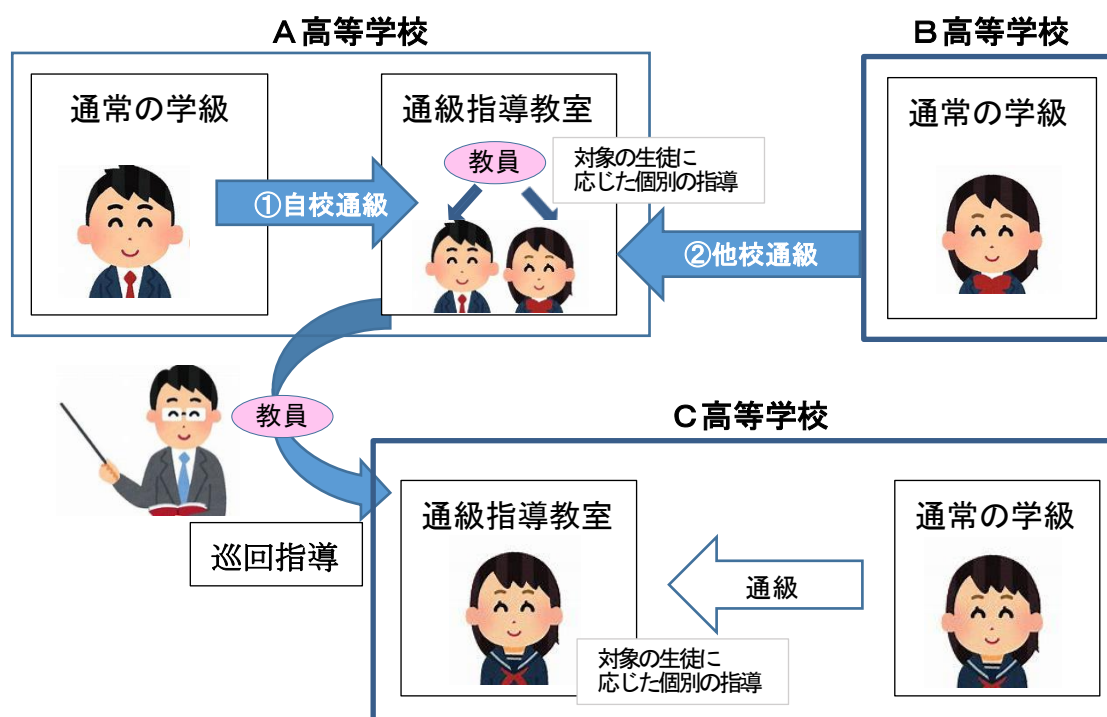 A高等学校
B高等学校
通常の学級
通級指導教室
通常の学級
教員
対象の生徒に
応じた個別の指導
①自校通級
②他校通級
教員
C高等学校
通級指導教室
通常の学級
巡回指導
通級
対象の生徒に
応じた個別の指導